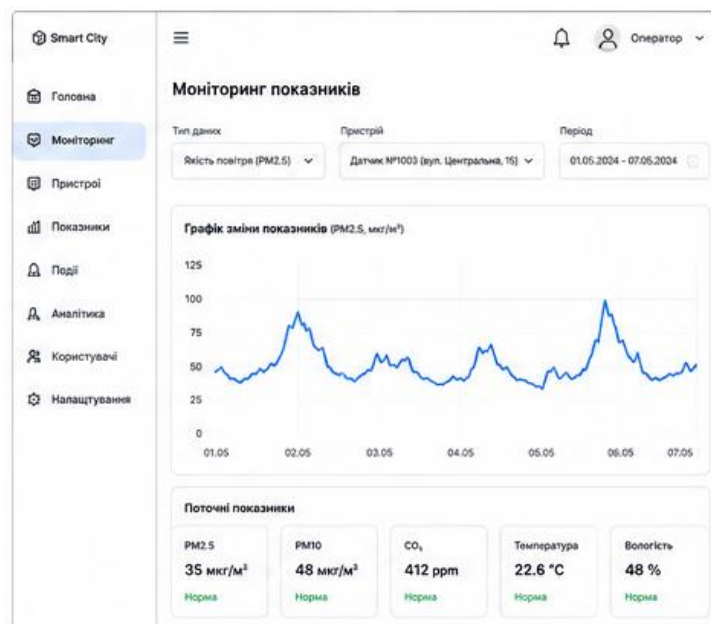 Smart City
Оператор
Головна
Моніторинг
Пристрої
Показники
Події
Аналітика
Користувачі
Налаштування
Моніторинг показників
Тип даних
Пристрій
Період
Якість повітря (PM2.5)
Датчик №1003 (вул. Центральна, 15)
01.05.2024 - 07.05.2024
Графік зміни показників (PM2.5, мкг/м³)
125
100
75
50
25
0
01.05 02.05 03.05 04.05 05.05 06.05 07.05
Поточні показники
PM2.5
35 мкг/м³
Норма
PM10
48 мкг/м³
Норма
412 ppm
Норма
Температура
22.6 °C
Норма
Вологість
48 %
Норма